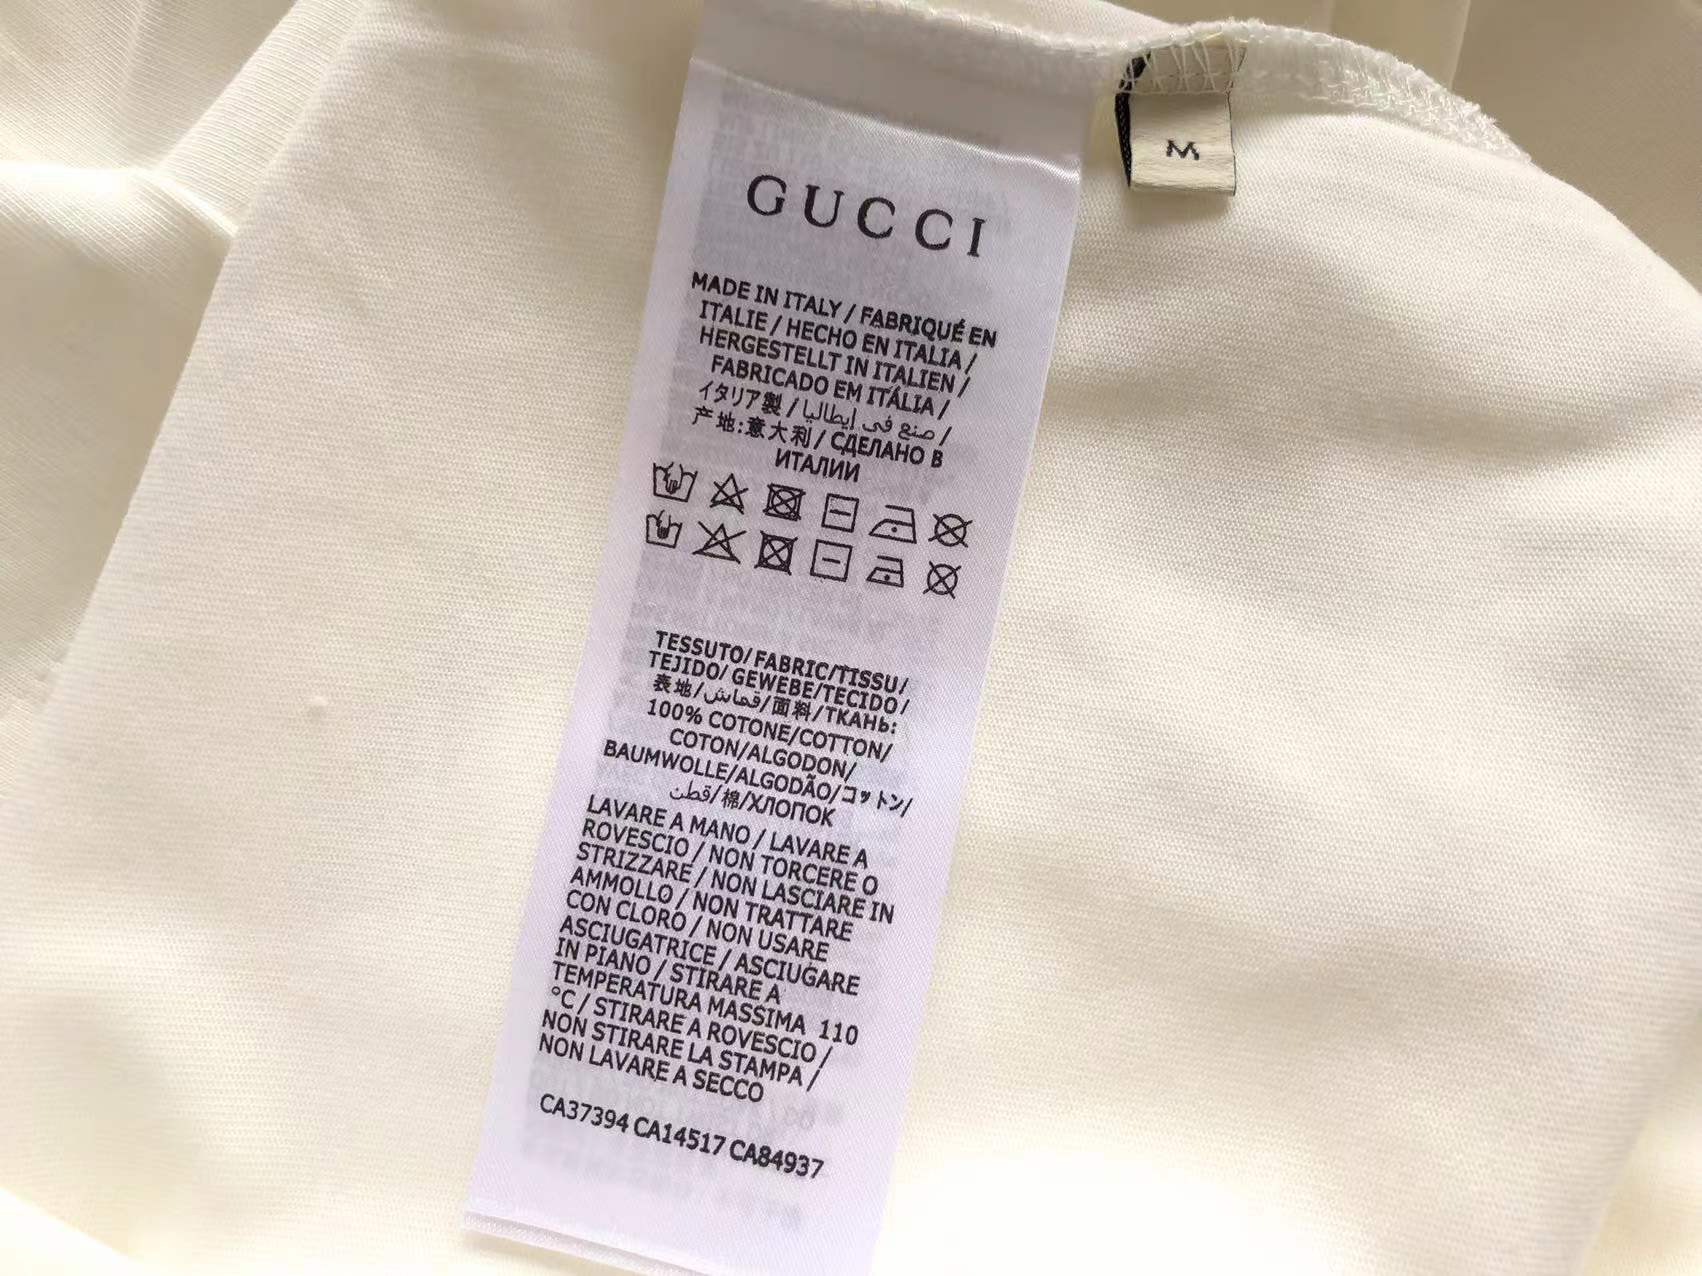 M
GUCCI
MADE IN ITALY / FABRIQUÉ EN
ITALIE / HECHO EN ITALIA /
HERGESTELLT IN ITALIEN /
FABRICADO EM ITÁLIA /
イタリア製 / صنع في إيطاليا /
产地:意大利 / СДЕЛАНО В
ИТАЛИИ
TESSUTO/ FABRIC/TISSU/
TEJIDO/ GEWEBE/TECIDO/
表地/قماش/面料/ТКАНЬ:
100% COTONE/COTTON/
COTON/ALGODON/
BAUMWOLLE/ALGODÃO/コットン/
قطن/棉/ХЛОПОК
LAVARE A MANO / LAVARE A
ROVESCIO / NON TORCERE O
STRIZZARE / NON LASCIARE IN
AMMOLLO / NON TRATTARE
CON CLORO / NON USARE
ASCIUGATRICE / ASCIUGARE
IN PIANO / STIRARE A
TEMPERATURA MASSIMA 110
°C / STIRARE A ROVESCIO /
NON STIRARE LA STAMPA /
NON LAVARE A SECCO
CA37394 CA14517 CA84937